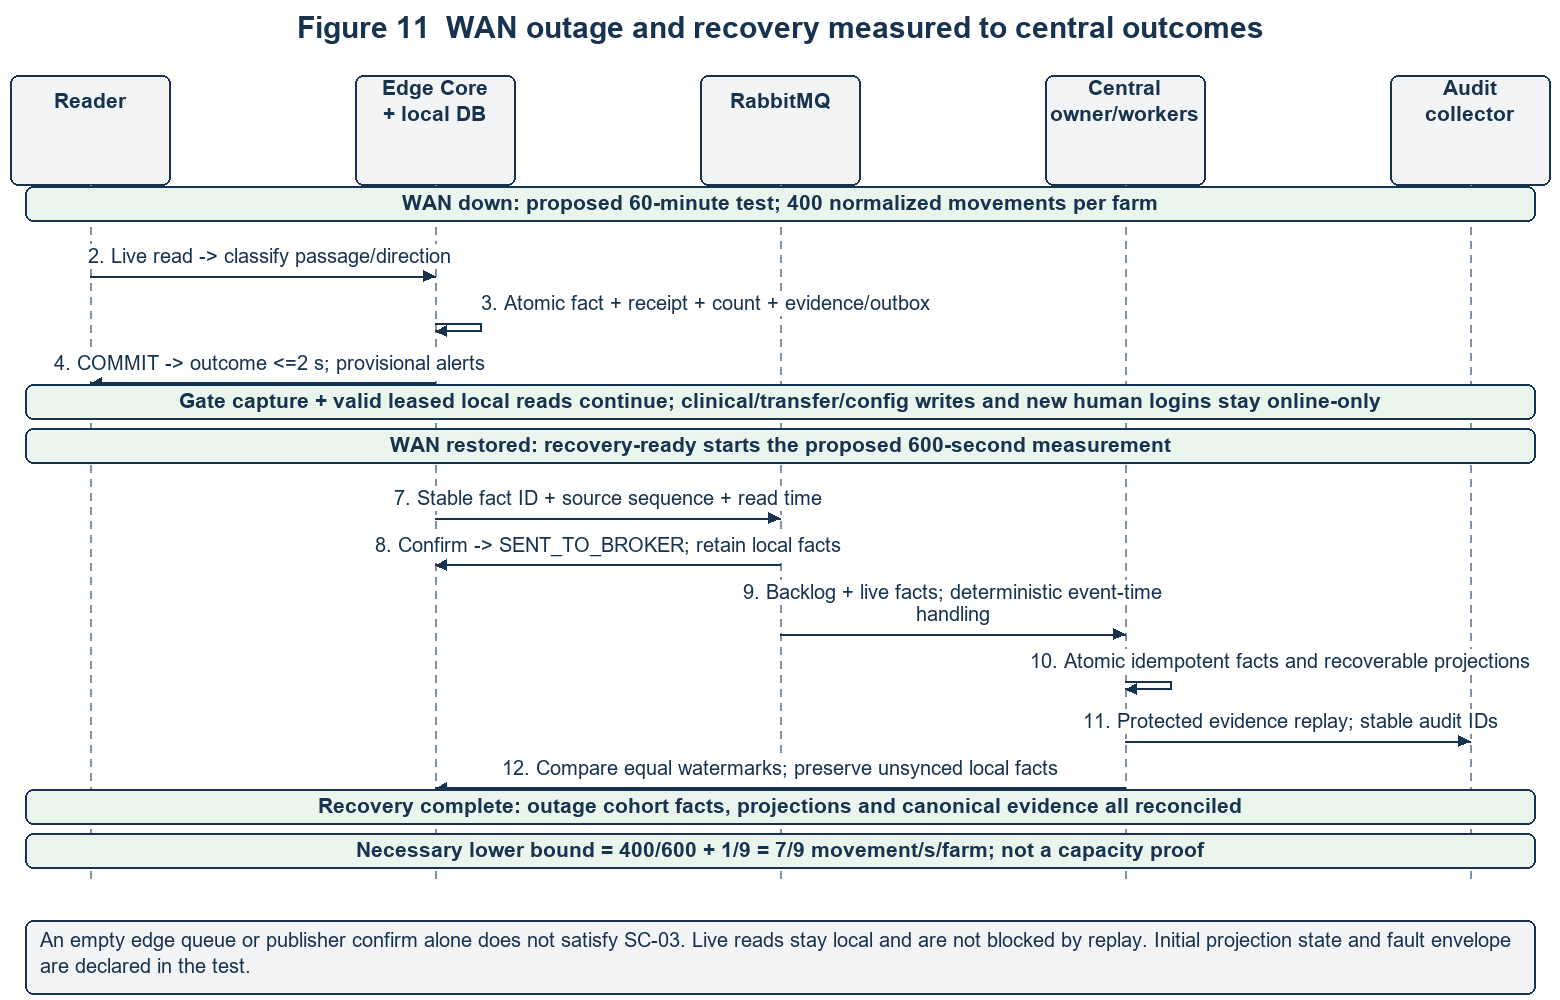 Figure 11  WAN outage and recovery measured to central outcomes
Reader
Edge Core
+ local DB
RabbitMQ
Central
owner/workers
Audit
collector
WAN down: proposed 60-minute test; 400 normalized movements per farm
2. Live read -> classify passage/direction
3. Atomic fact + receipt + count + evidence/outbox
4. COMMIT -> outcome <=2 s; provisional alerts
Gate capture + valid leased local reads continue; clinical/transfer/config writes and new human logins stay online-only
WAN restored: recovery-ready starts the proposed 600-second measurement
7. Stable fact ID + source sequence + read time
8. Confirm -> SENT_TO_BROKER; retain local facts
9. Backlog + live facts; deterministic event-time
handling
10. Atomic idempotent facts and recoverable projections
11. Protected evidence replay; stable audit IDs
12. Compare equal watermarks; preserve unsynced local facts
Recovery complete: outage cohort facts, projections and canonical evidence all reconciled
Necessary lower bound = 400/600 + 1/9 = 7/9 movement/s/farm; not a capacity proof
An empty edge queue or publisher confirm alone does not satisfy SC-03. Live reads stay local and are not blocked by replay. Initial projection state and fault envelope
are declared in the test.